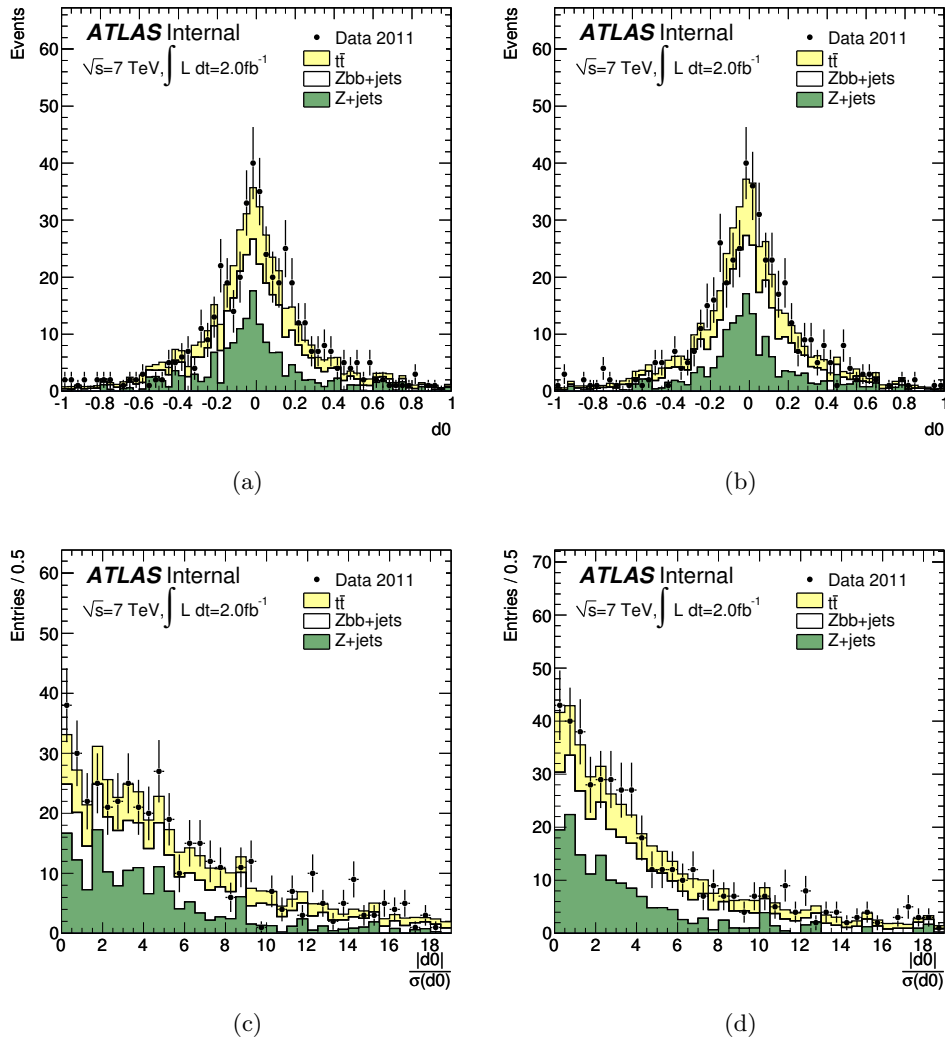 Events
60
50
40
30
20
10
0
ATLAS Internal
√s=7 TeV,∫ L dt=2.0fb⁻¹
Data 2011
tt̄
Zbb+jets
Z+jets
-1 -0.8 -0.6 -0.4 -0.2 0 0.2 0.4 0.6 0.8 1
d0
(a)
Events
60
50
40
30
20
10
0
ATLAS Internal
√s=7 TeV,∫ L dt=2.0fb⁻¹
Data 2011
tt̄
Zbb+jets
Z+jets
-1 -0.8 -0.6 -0.4 -0.2 0 0.2 0.4 0.6 0.8 1
d0
(b)
Entries / 0.5
60
50
40
30
20
10
0
ATLAS Internal
√s=7 TeV,∫ L dt=2.0fb⁻¹
Data 2011
tt̄
Zbb+jets
Z+jets
0 2 4 6 8 10 12 14 16 18
|d0|
σ(d0)
(c)
Entries / 0.5
70
60
50
40
30
20
10
0
ATLAS Internal
√s=7 TeV,∫ L dt=2.0fb⁻¹
Data 2011
tt̄
Zbb+jets
Z+jets
0 2 4 6 8 10 12 14 16 18
|d0|
σ(d0)
(d)